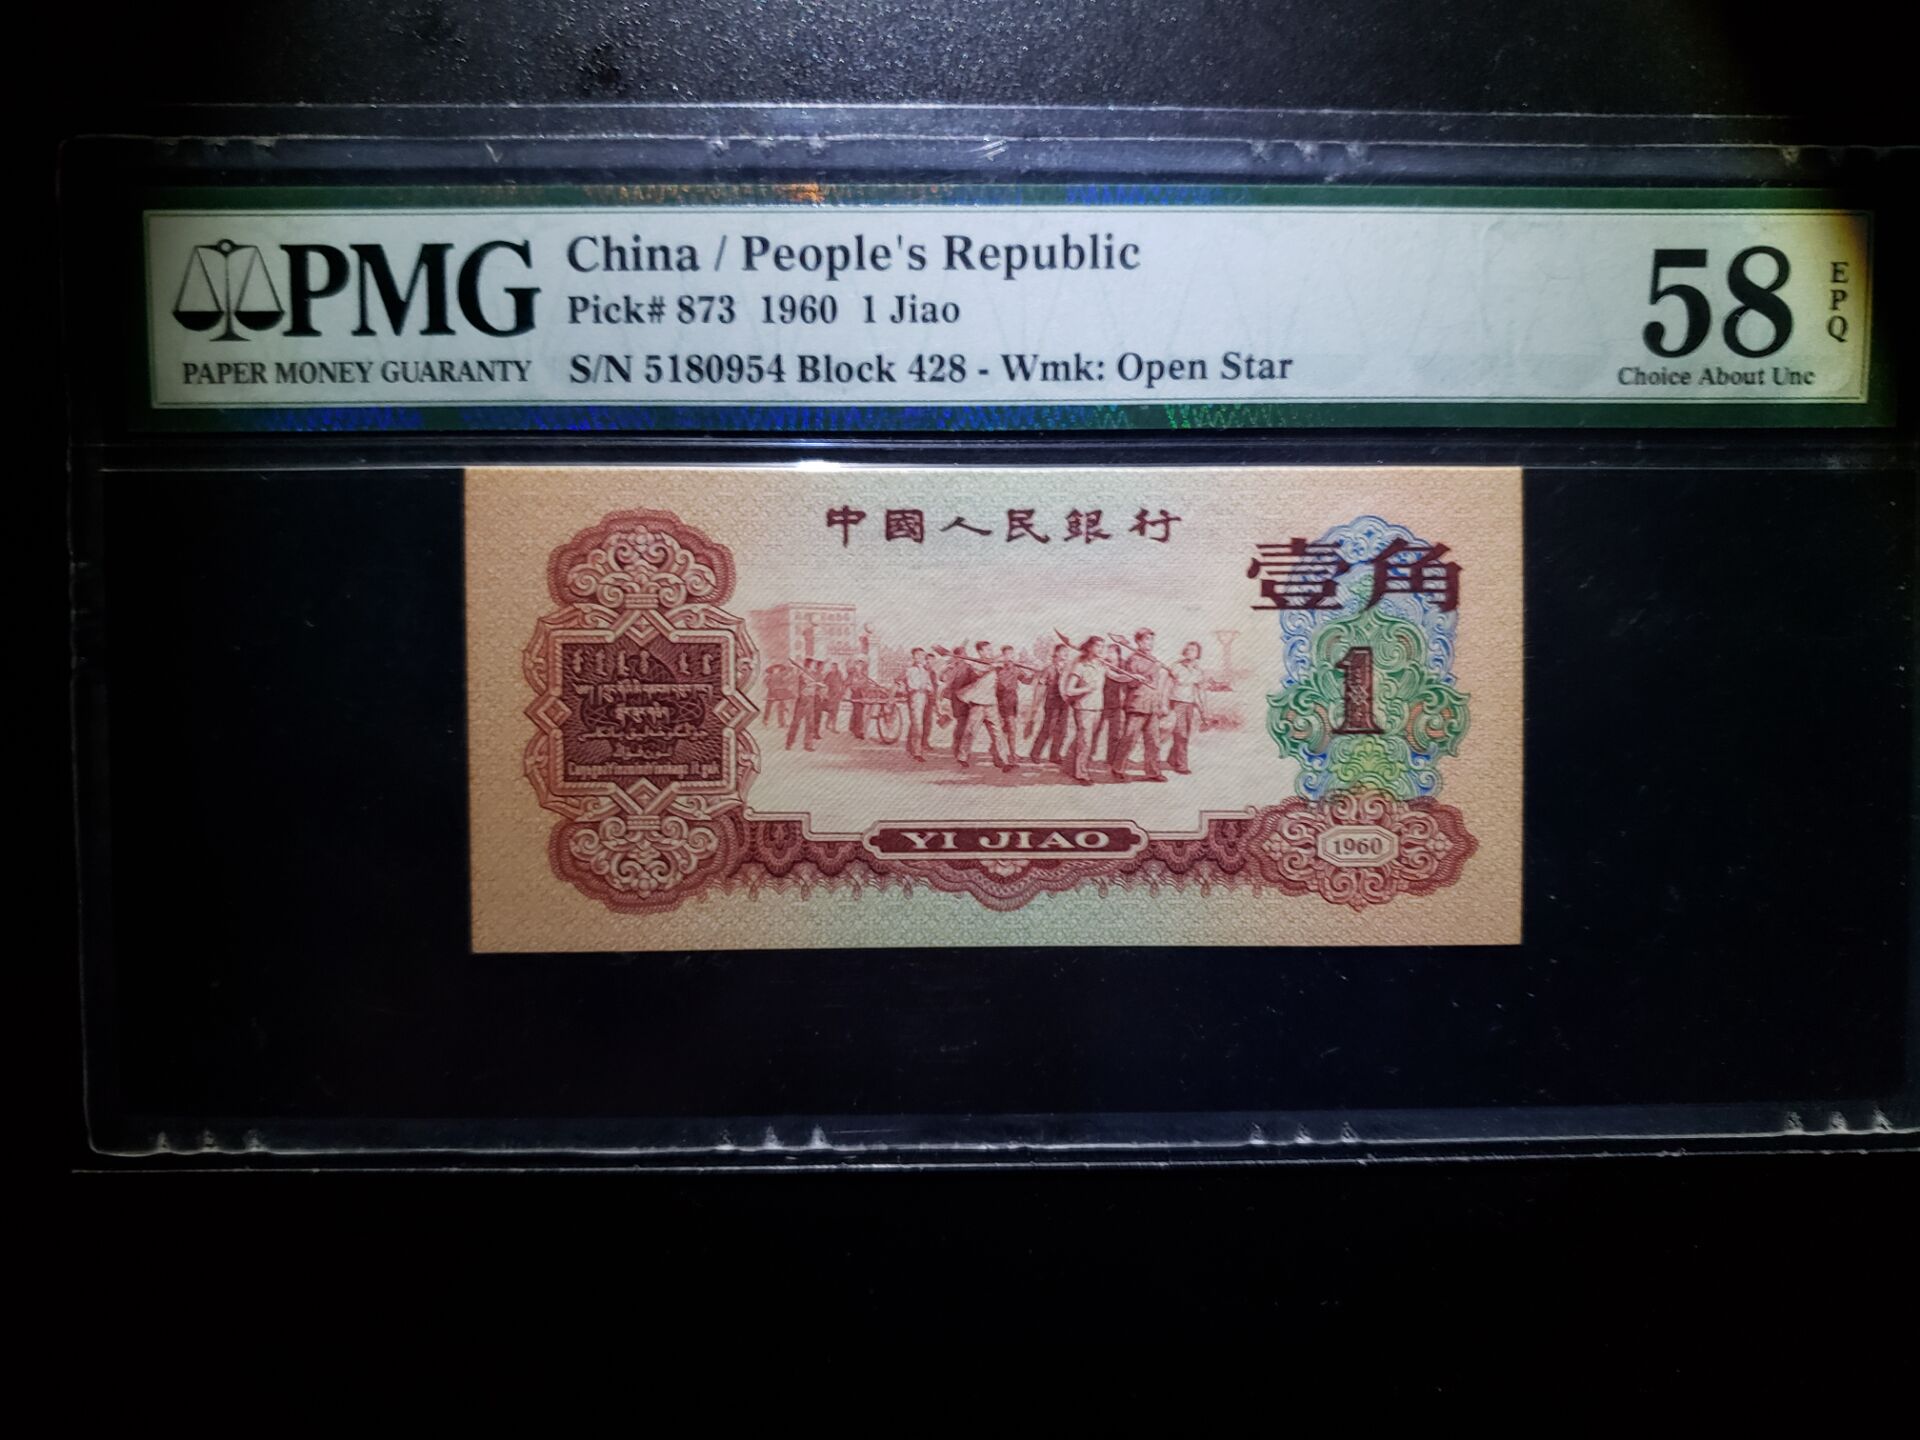 PMG
PAPER MONEY GUARANTY
China / People's Republic
Pick# 873 1960 1 Jiao
S/N 5180954 Block 428 - Wmk: Open Star
58
EPQ
Choice About Unc
中國人民銀行
壹角
1
YI JIAO
1960